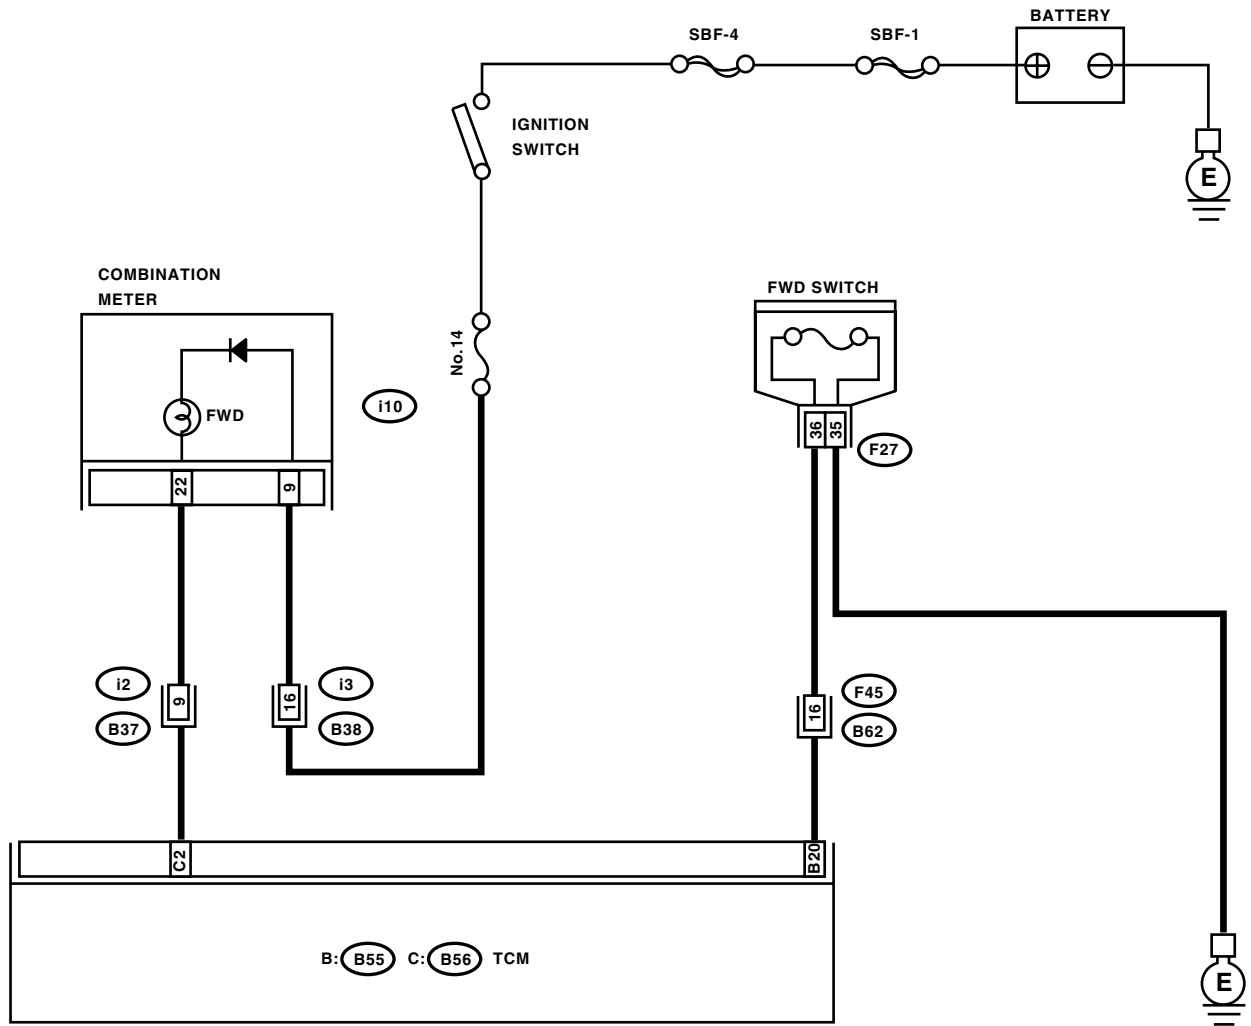 BATTERY
SBF-4
SBF-1
IGNITION
SWITCH
E
COMBINATION
METER
FWD SWITCH
No.14
i10
FWD
36
35
F27
22
9
i2
9
B37
i3
16
B38
F45
16
B62
C2
B20
B: B55 C: B56 TCM
E